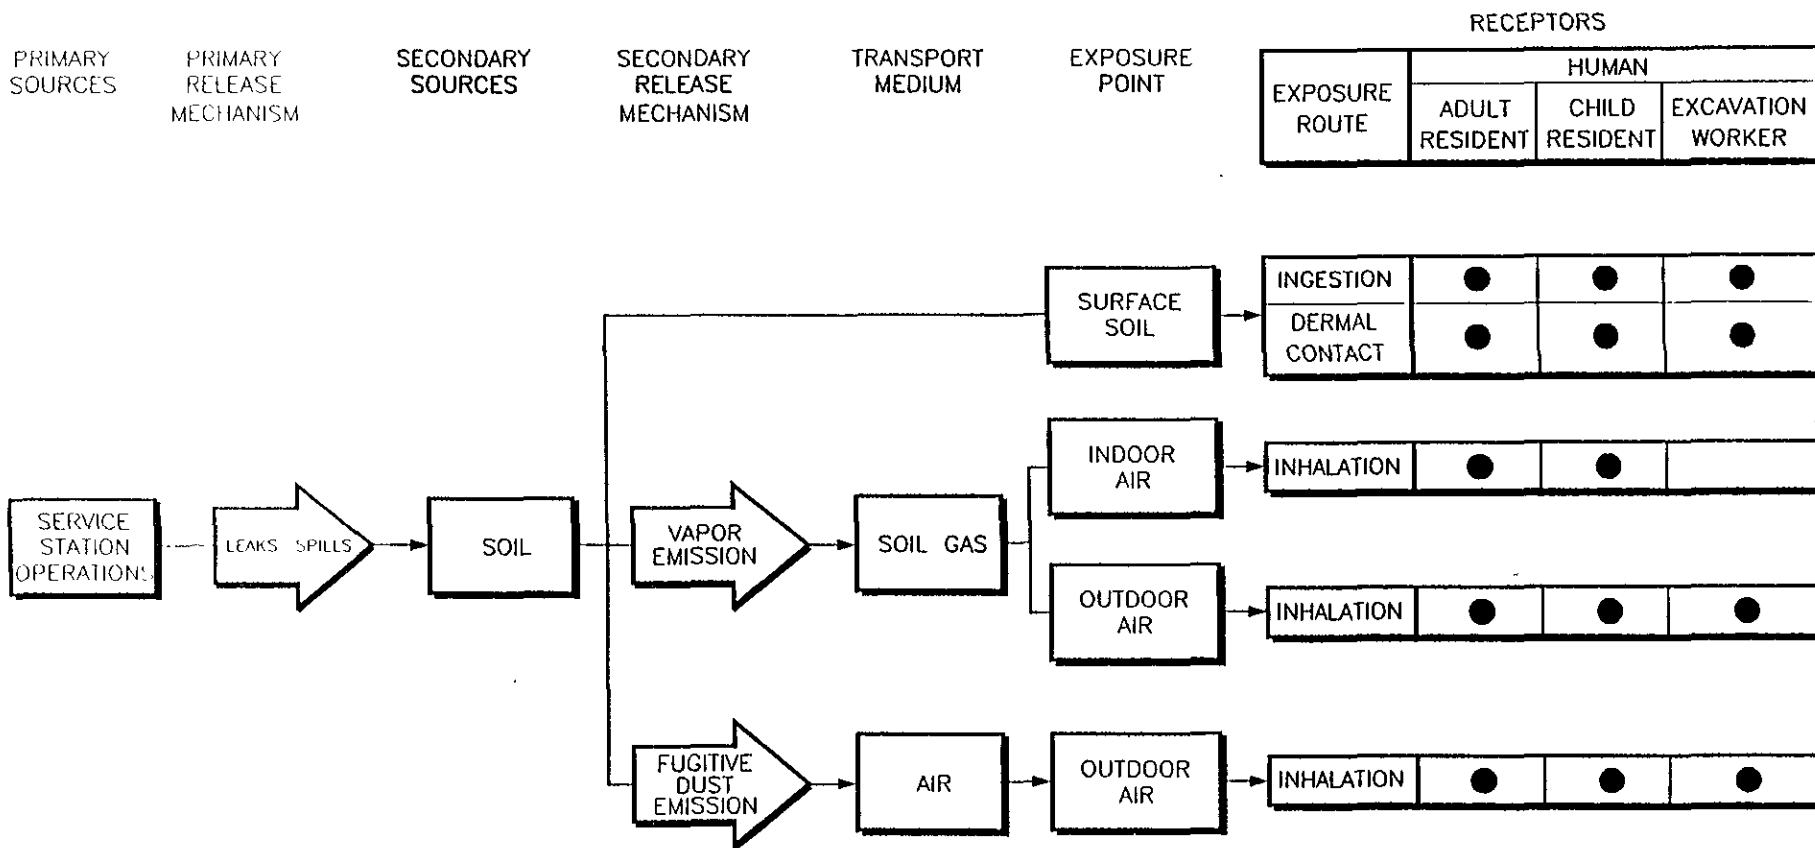 RECEPTORS
PRIMARY
SOURCES
PRIMARY
RELEASE
MECHANISM
SECONDARY
SOURCES
SECONDARY
RELEASE
MECHANISM
TRANSPORT
MEDIUM
EXPOSURE
POINT
EXPOSURE
ROUTE
HUMAN
ADULT
RESIDENT
CHILD
RESIDENT
EXCAVATION
WORKER
SURFACE
SOIL
INGESTION
DERMAL
CONTACT
INDOOR
AIR
INHALATION
SERVICE
STATION
OPERATIONS
LEAKS SPILLS
SOIL
VAPOR
EMISSION
SOIL GAS
OUTDOOR
AIR
INHALATION
FUGITIVE
DUST
EMISSION
AIR
OUTDOOR
AIR
INHALATION